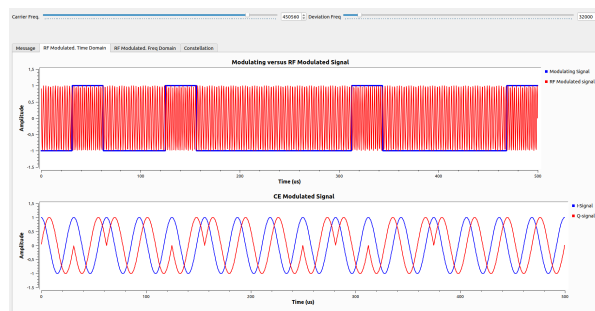 Carrier Freq. 450560 Deviation Freq 32000
Message RF Modulated. Time Domain RF Modulated. Freq Domain Constellation
Modulating versus RF Modulated Signal
1.5
1
0.5
0
-0.5
-1
-1.5
Amplitude
0 100 200 300 400 500
Time (us)
Modulating Signal
RF Modulated signal
CE Modulated Signal
1.5
1
0.5
0
-0.5
-1
-1.5
Amplitude
0 100 200 300 400 500
Time (us)
I-Signal
Q-signal